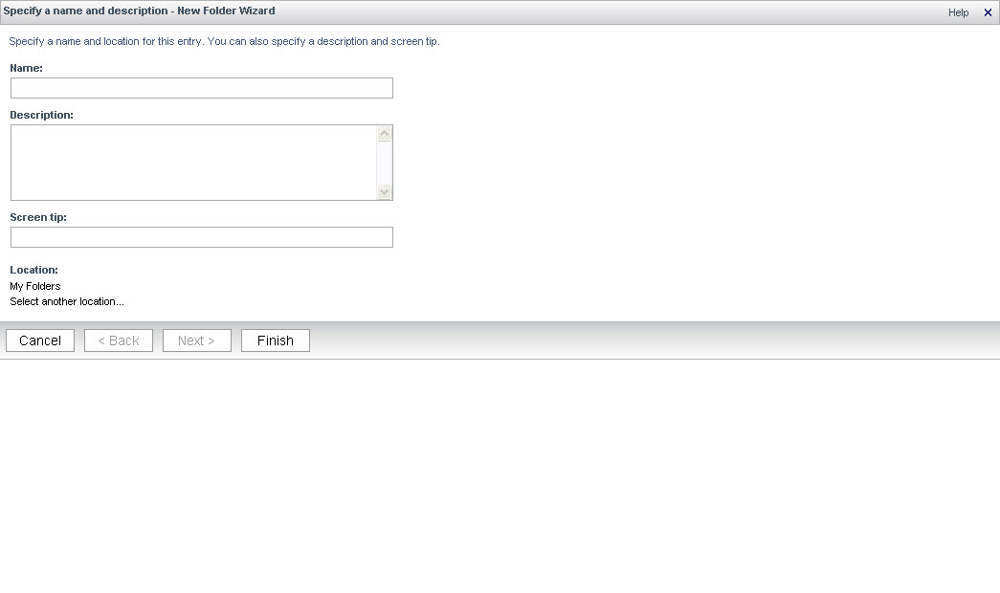 Specify a name and description - New Folder Wizard
Help
Specify a name and location for this entry. You can also specify a description and screen tip.
Name:
Description:
Screen tip:
Location:
My Folders
Select another location...
Cancel < Back Next > Finish